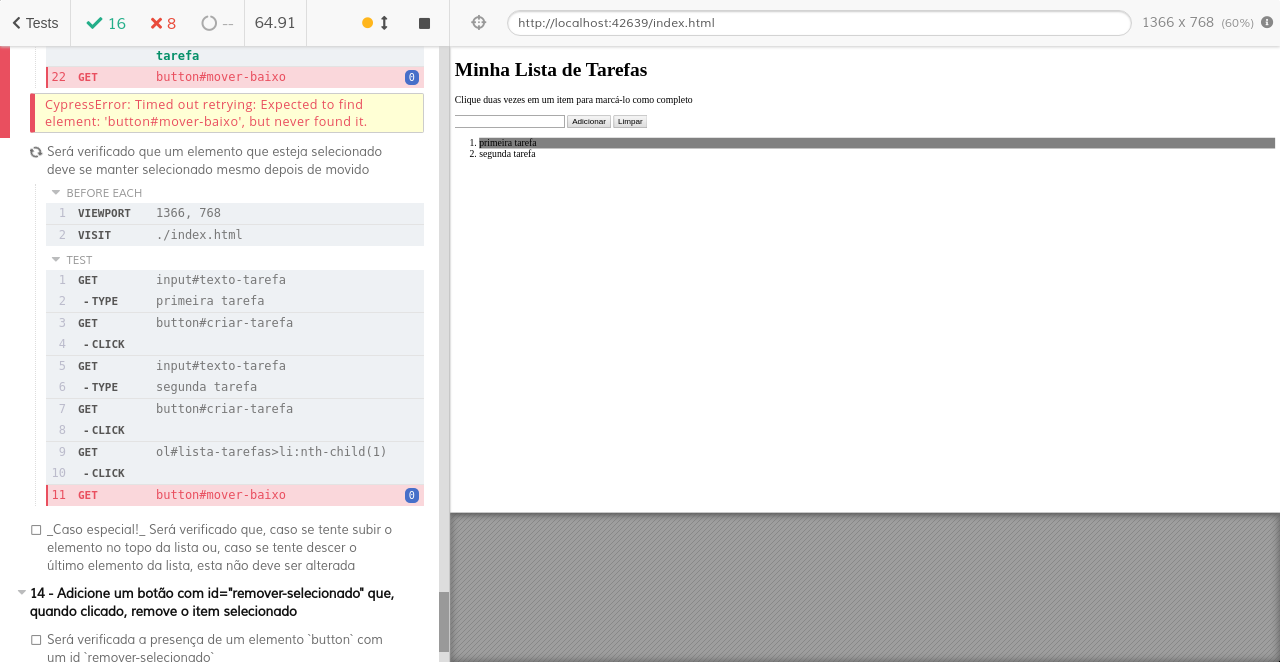 Tests 16 8 -- 64.91
http://localhost:42639/index.html 1366 x 768 (60%)
tarefa
22 GET button#mover-baixo 0
CypressError: Timed out retrying: Expected to find
element: 'button#mover-baixo', but never found it.
Será verificado que um elemento que esteja selecionado
deve se manter selecionado mesmo depois de movido
BEFORE EACH
1 VIEWPORT 1366, 768
2 VISIT ./index.html
TEST
1 GET input#texto-tarefa
2 -TYPE primeira tarefa
3 GET button#criar-tarefa
4 -CLICK
5 GET input#texto-tarefa
6 -TYPE segunda tarefa
7 GET button#criar-tarefa
8 -CLICK
9 GET ol#lista-tarefas>li:nth-child(1)
10 -CLICK
11 GET button#mover-baixo 0
_Caso especial!_ Será verificado que, caso se tente subir o
elemento no topo da lista ou, caso se tente descer o
último elemento da lista, esta não deve ser alterada
14 - Adicione um botão com id="remover-selecionado" que,
quando clicado, remove o item selecionado
Será verificada a presença de um elemento `button` com
um id `remover-selecionado`
Minha Lista de Tarefas
Clique duas vezes em um item para marcá-lo como completo
Adicionar Limpar
1. primeira tarefa
2. segunda tarefa